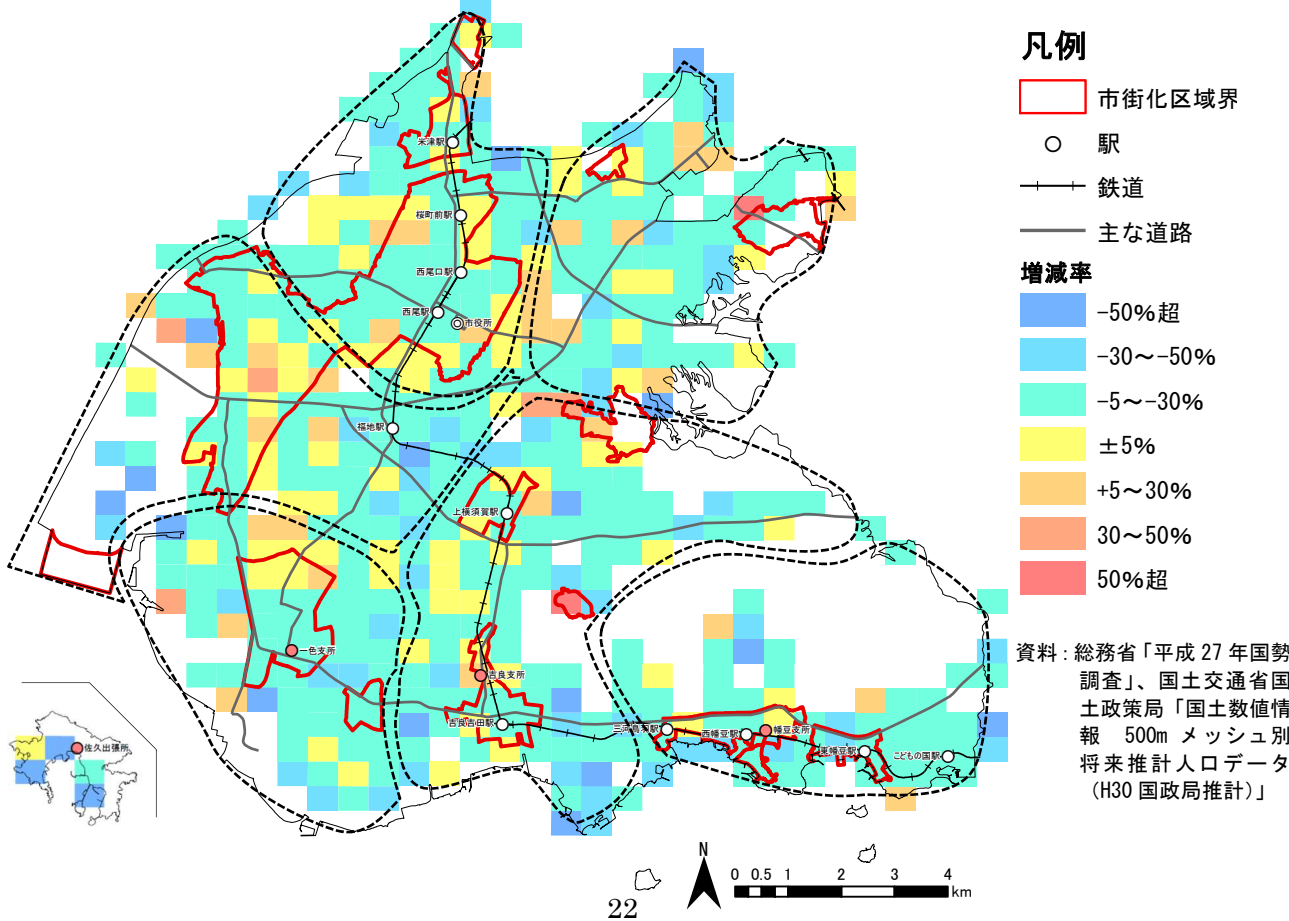 米津駅
桜町前駅
西尾口駅
西尾駅
市役所
福地駅
上横須賀駅
一色支所
吉良支所
吉良吉田駅
三河鳥羽駅
西幡豆駅
幡豆支所
東幡豆駅
こどもの国駅
佐久出張所
凡例
市街化区域界
駅
鉄道
主な道路
増減率
-50%超
-30～-50%
-5～-30%
±5%
+5～30%
30～50%
50%超
資料：総務省「平成27年国勢
調査」、国土交通省国
土政策局「国土数値情
報 500m メッシュ別
将来推計人口データ
（H30国政局推計）」
N
0 0.5 1 2 3 4
km
22